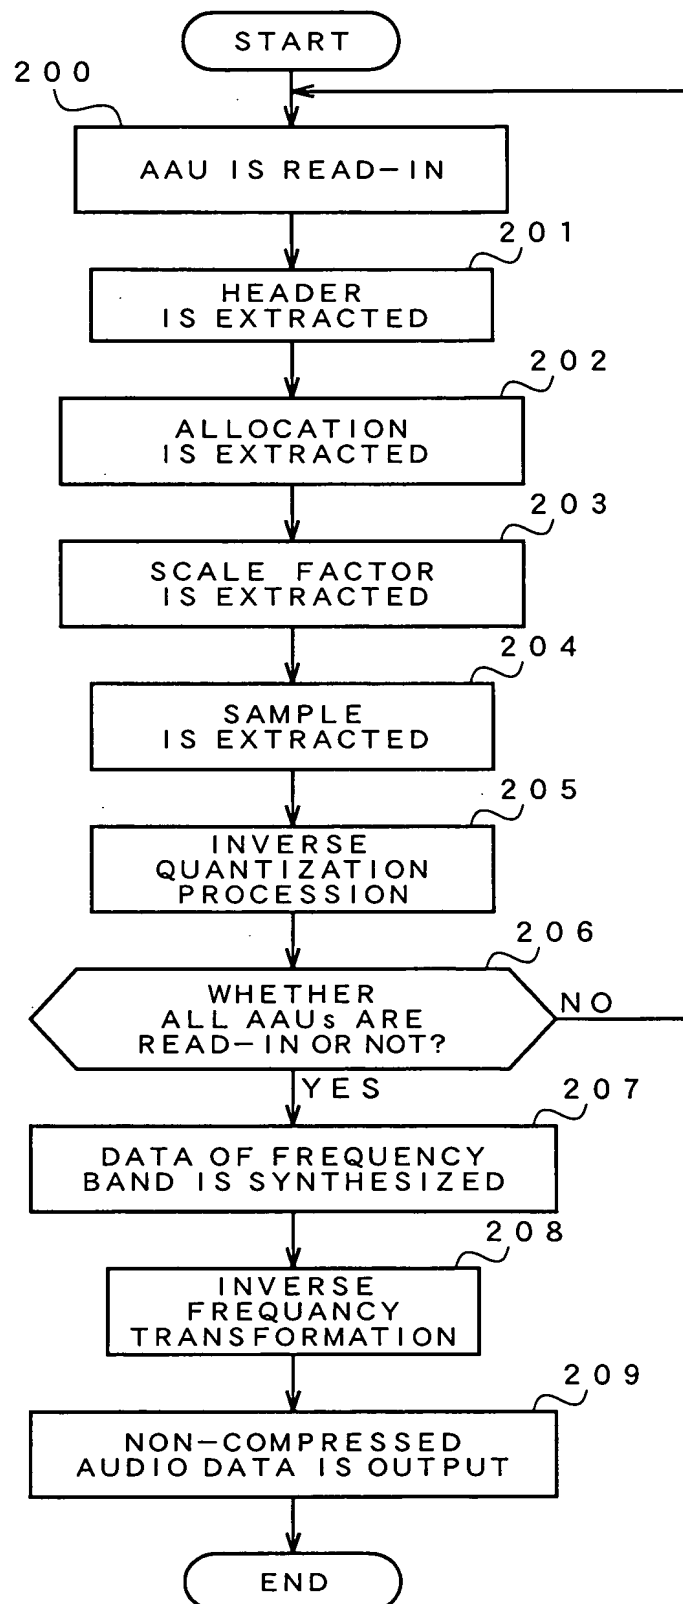 START
200
AAU IS READ-IN
201
HEADER
IS EXTRACTED
202
ALLOCATION
IS EXTRACTED
203
SCALE FACTOR
IS EXTRACTED
204
SAMPLE
IS EXTRACTED
205
INVERSE
QUANTIZATION
PROCESSION
206
WHETHER
ALL AAUs ARE
READ-IN OR NOT?
NO
YES
207
DATA OF FREQUENCY
BAND IS SYNTHESIZED
208
INVERSE
FREQUANCY
TRANSFORMATION
209
NON-COMPRESSED
AUDIO DATA IS OUTPUT
END